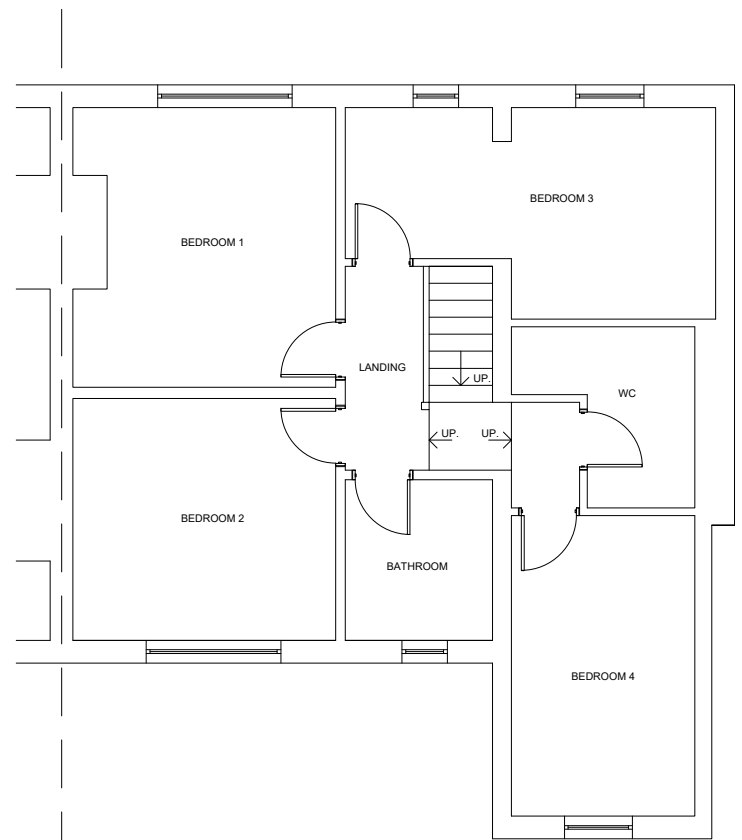 BEDROOM 3
BEDROOM 1
LANDING
UP.
WC
UP.
UP.
BEDROOM 2
BATHROOM
BEDROOM 4